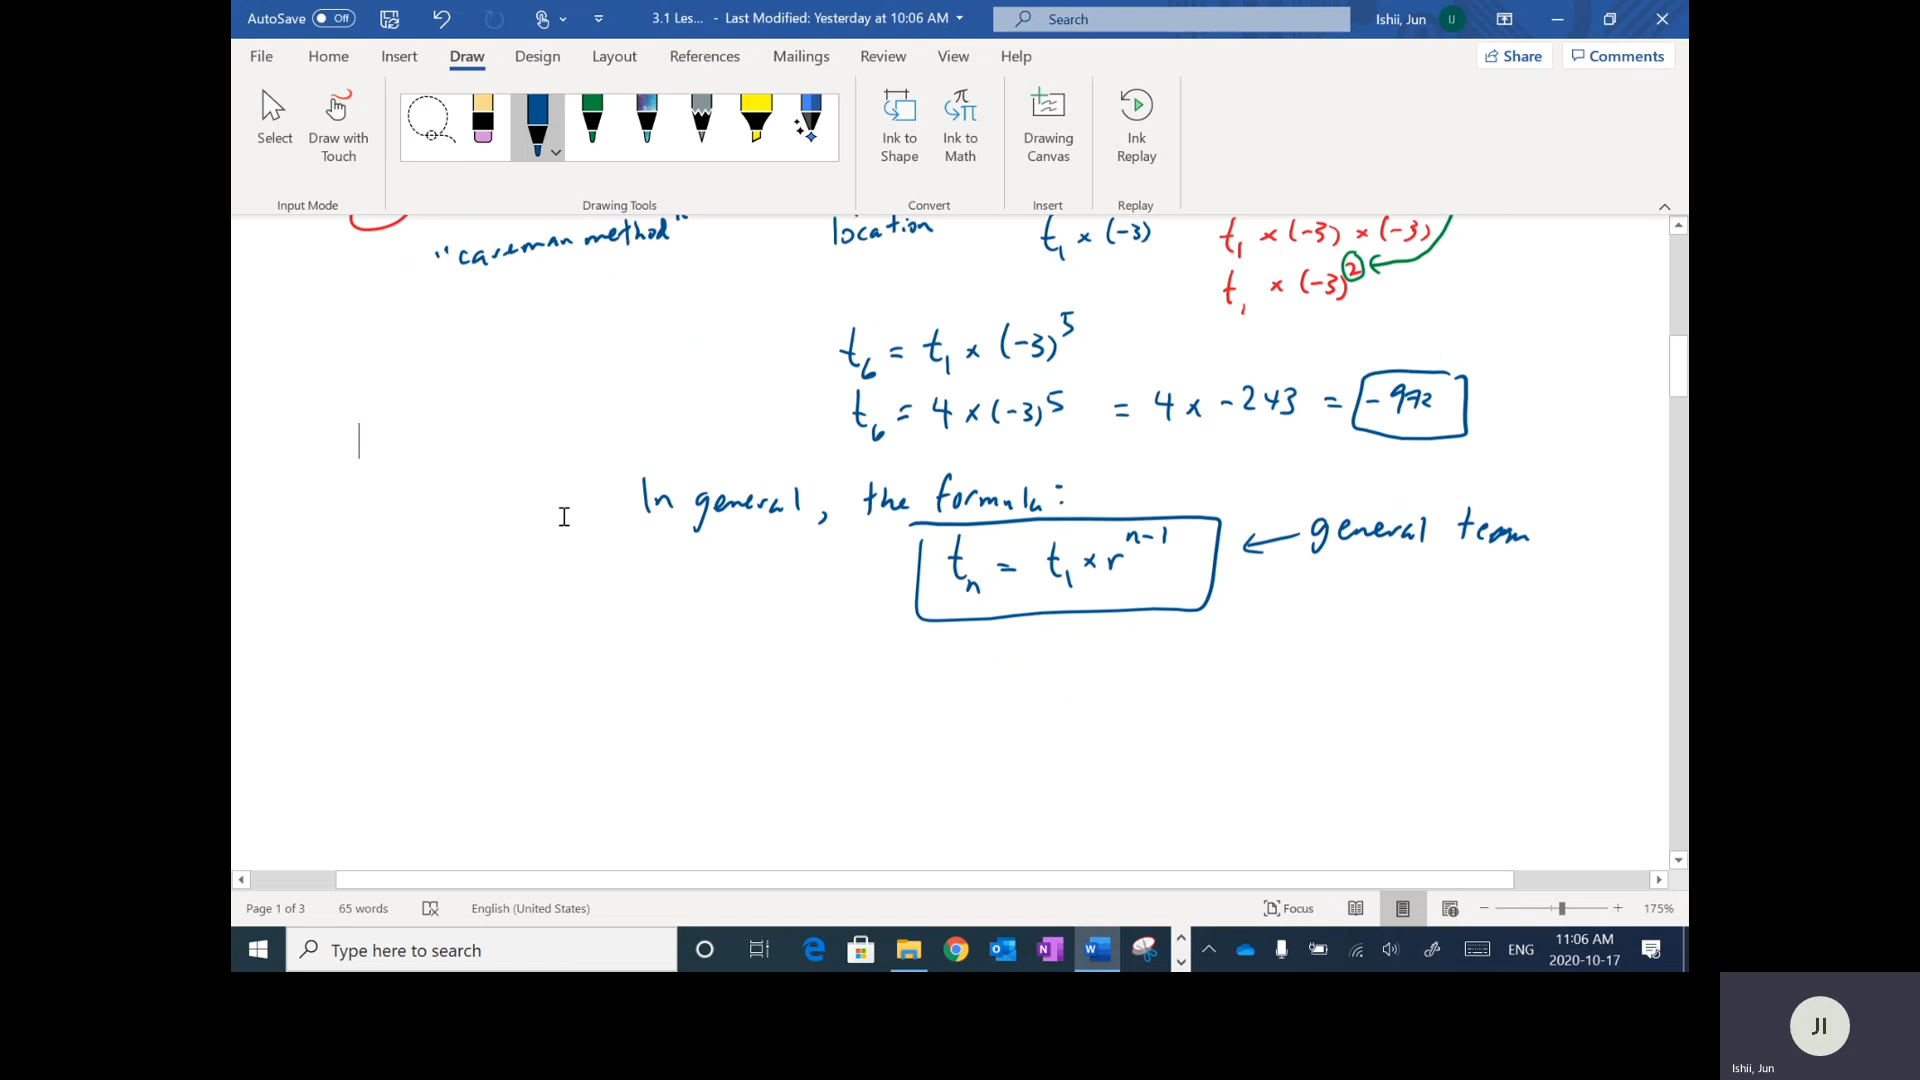 AutoSave Off 3.1 Les... - Last Modified: Yesterday at 10:06 AM Search Ishii, Jun IJ
File Home Insert Draw Design Layout References Mailings Review View Help Share Comments
Select Draw with Touch Ink to Shape Ink to Math Drawing Canvas Ink Replay
Input Mode Drawing Tools Convert Insert Replay
"caveman method" location t₁ × (-3) t₁ × (-3) × (-3)
t₁ × (-3)²
t₆ = t₁ × (-3)⁵
t₆ = 4 × (-3)⁵ = 4 × -243 = -972
In general, the formula:
tₙ = t₁ × rⁿ⁻¹ ← general term
Page 1 of 3 65 words English (United States) Focus 175%
Type here to search ENG 11:06 AM
2020-10-17
JI
Ishii, Jun